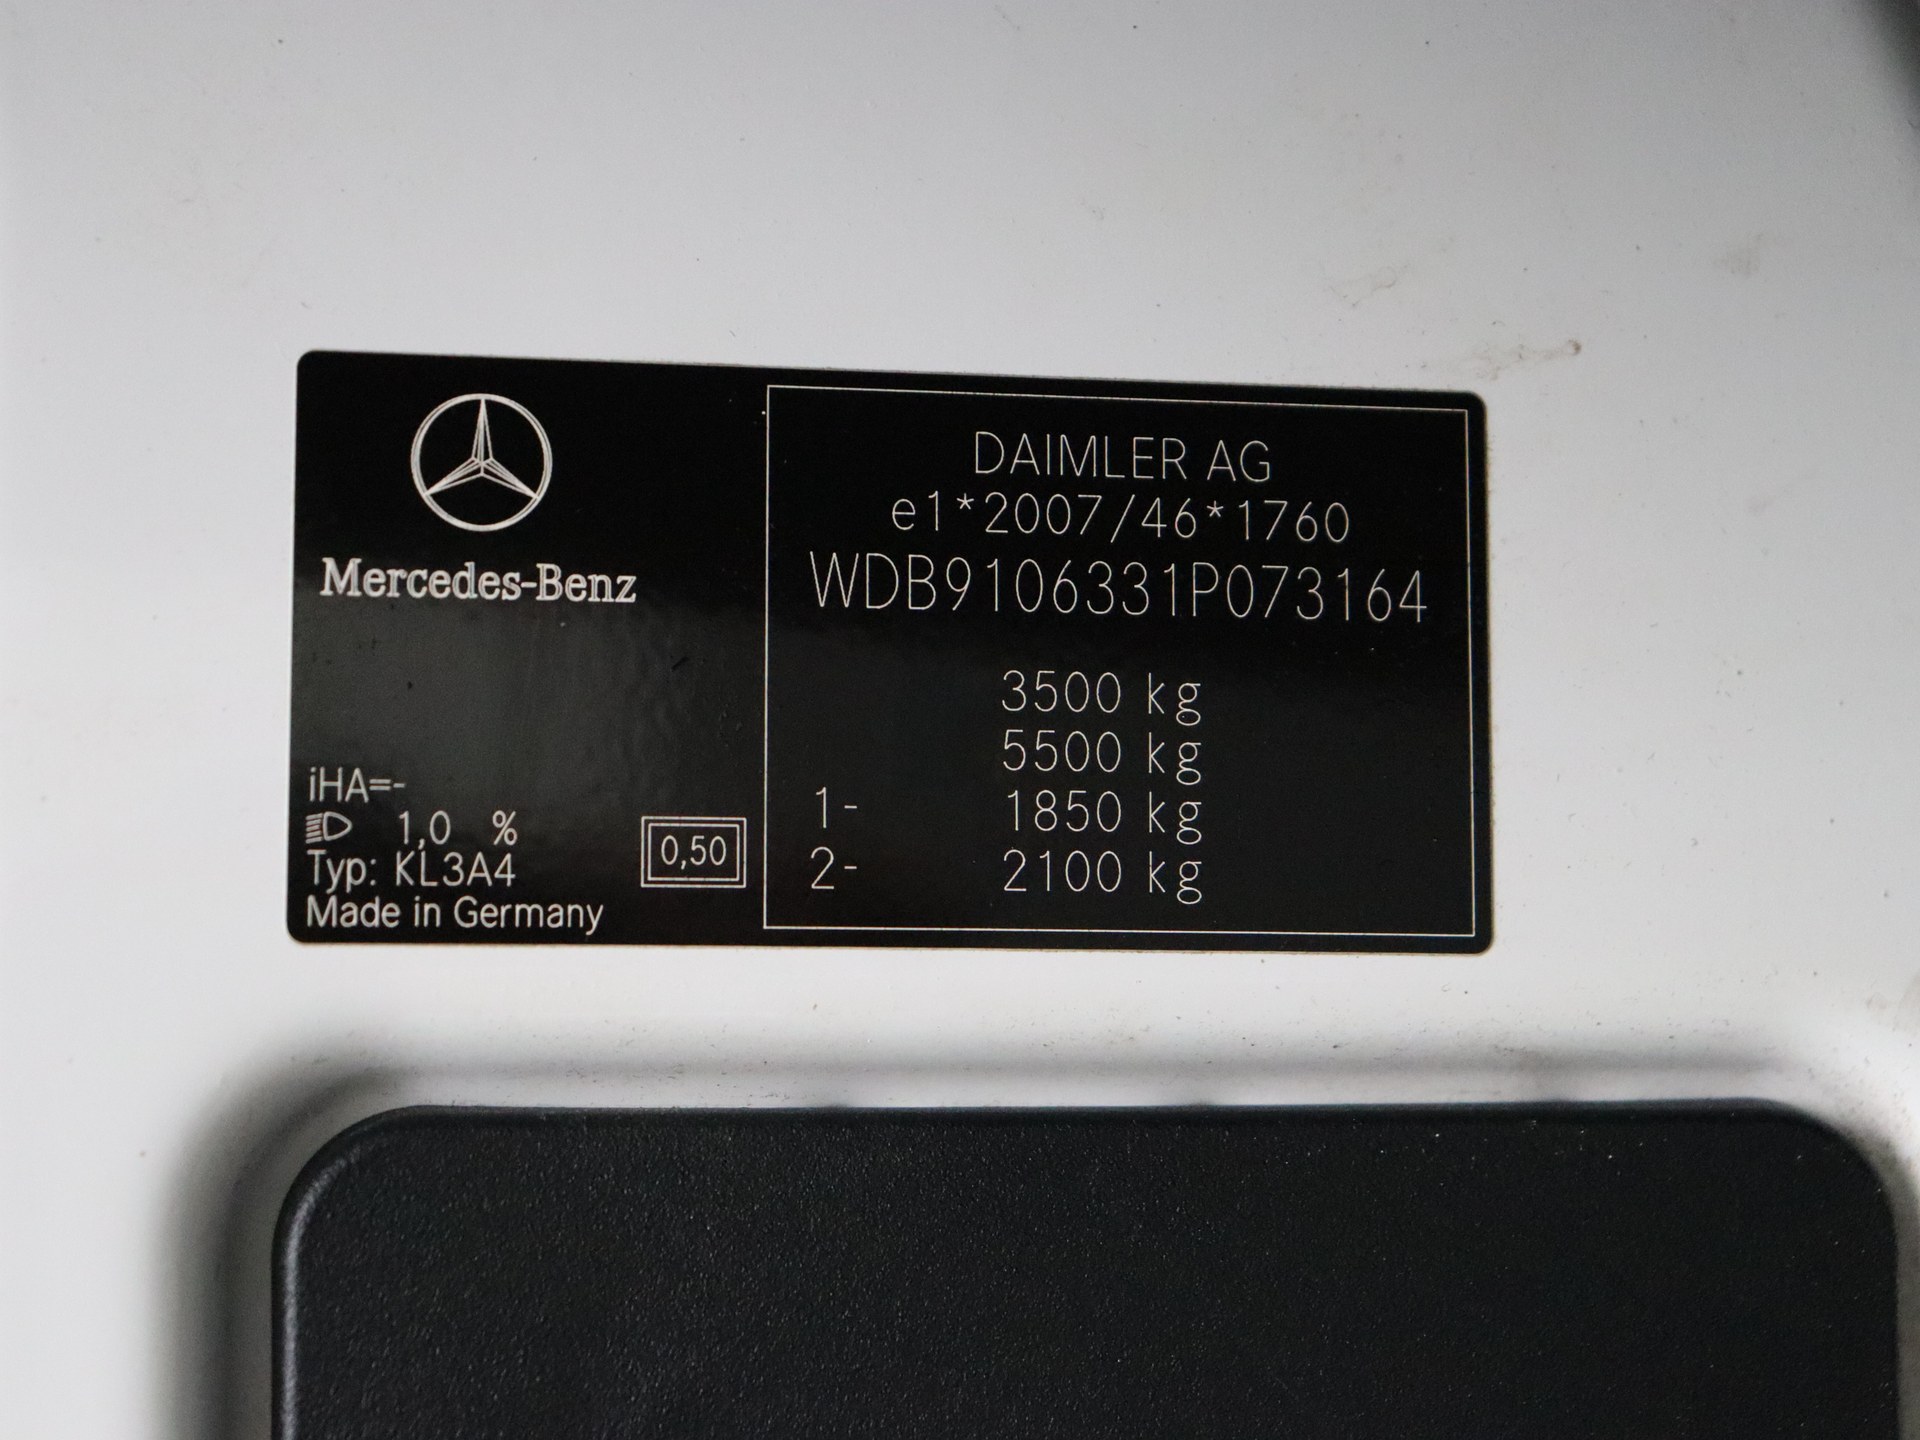 Mercedes-Benz
iHA=-
1,0 %
Typ: KL3A4
Made in Germany
0,50
DAIMLER AG
e1*2007/46*1760
WDB9106331P073164
3500 kg
5500 kg
1- 1850 kg
2- 2100 kg